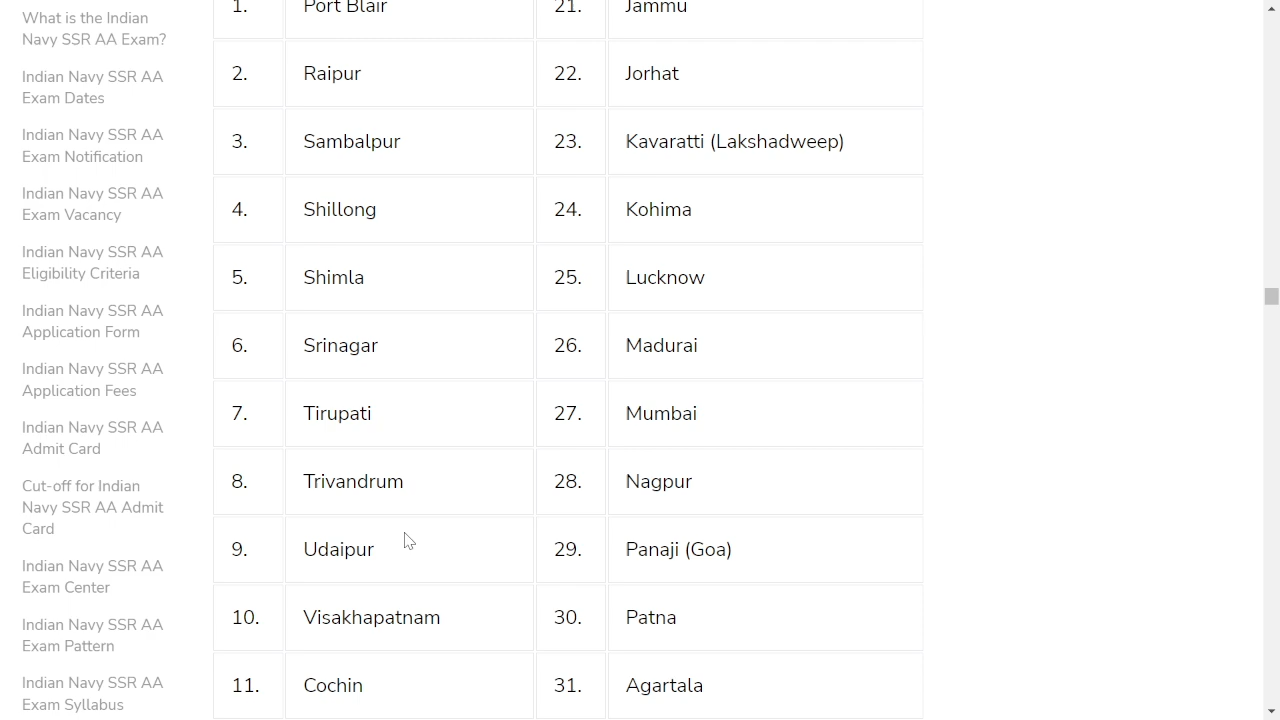 What is the Indian
Navy SSR AA Exam?
Indian Navy SSR AA
Exam Dates
Indian Navy SSR AA
Exam Notification
Indian Navy SSR AA
Exam Vacancy
Indian Navy SSR AA
Eligibility Criteria
Indian Navy SSR AA
Application Form
Indian Navy SSR AA
Application Fees
Indian Navy SSR AA
Admit Card
Cut-off for Indian
Navy SSR AA Admit
Card
Indian Navy SSR AA
Exam Center
Indian Navy SSR AA
Exam Pattern
Indian Navy SSR AA
Exam Syllabus
1. Port Blair 21. Jammu
2. Raipur 22. Jorhat
3. Sambalpur 23. Kavaratti (Lakshadweep)
4. Shillong 24. Kohima
5. Shimla 25. Lucknow
6. Srinagar 26. Madurai
7. Tirupati 27. Mumbai
8. Trivandrum 28. Nagpur
9. Udaipur 29. Panaji (Goa)
10. Visakhapatnam 30. Patna
11. Cochin 31. Agartala